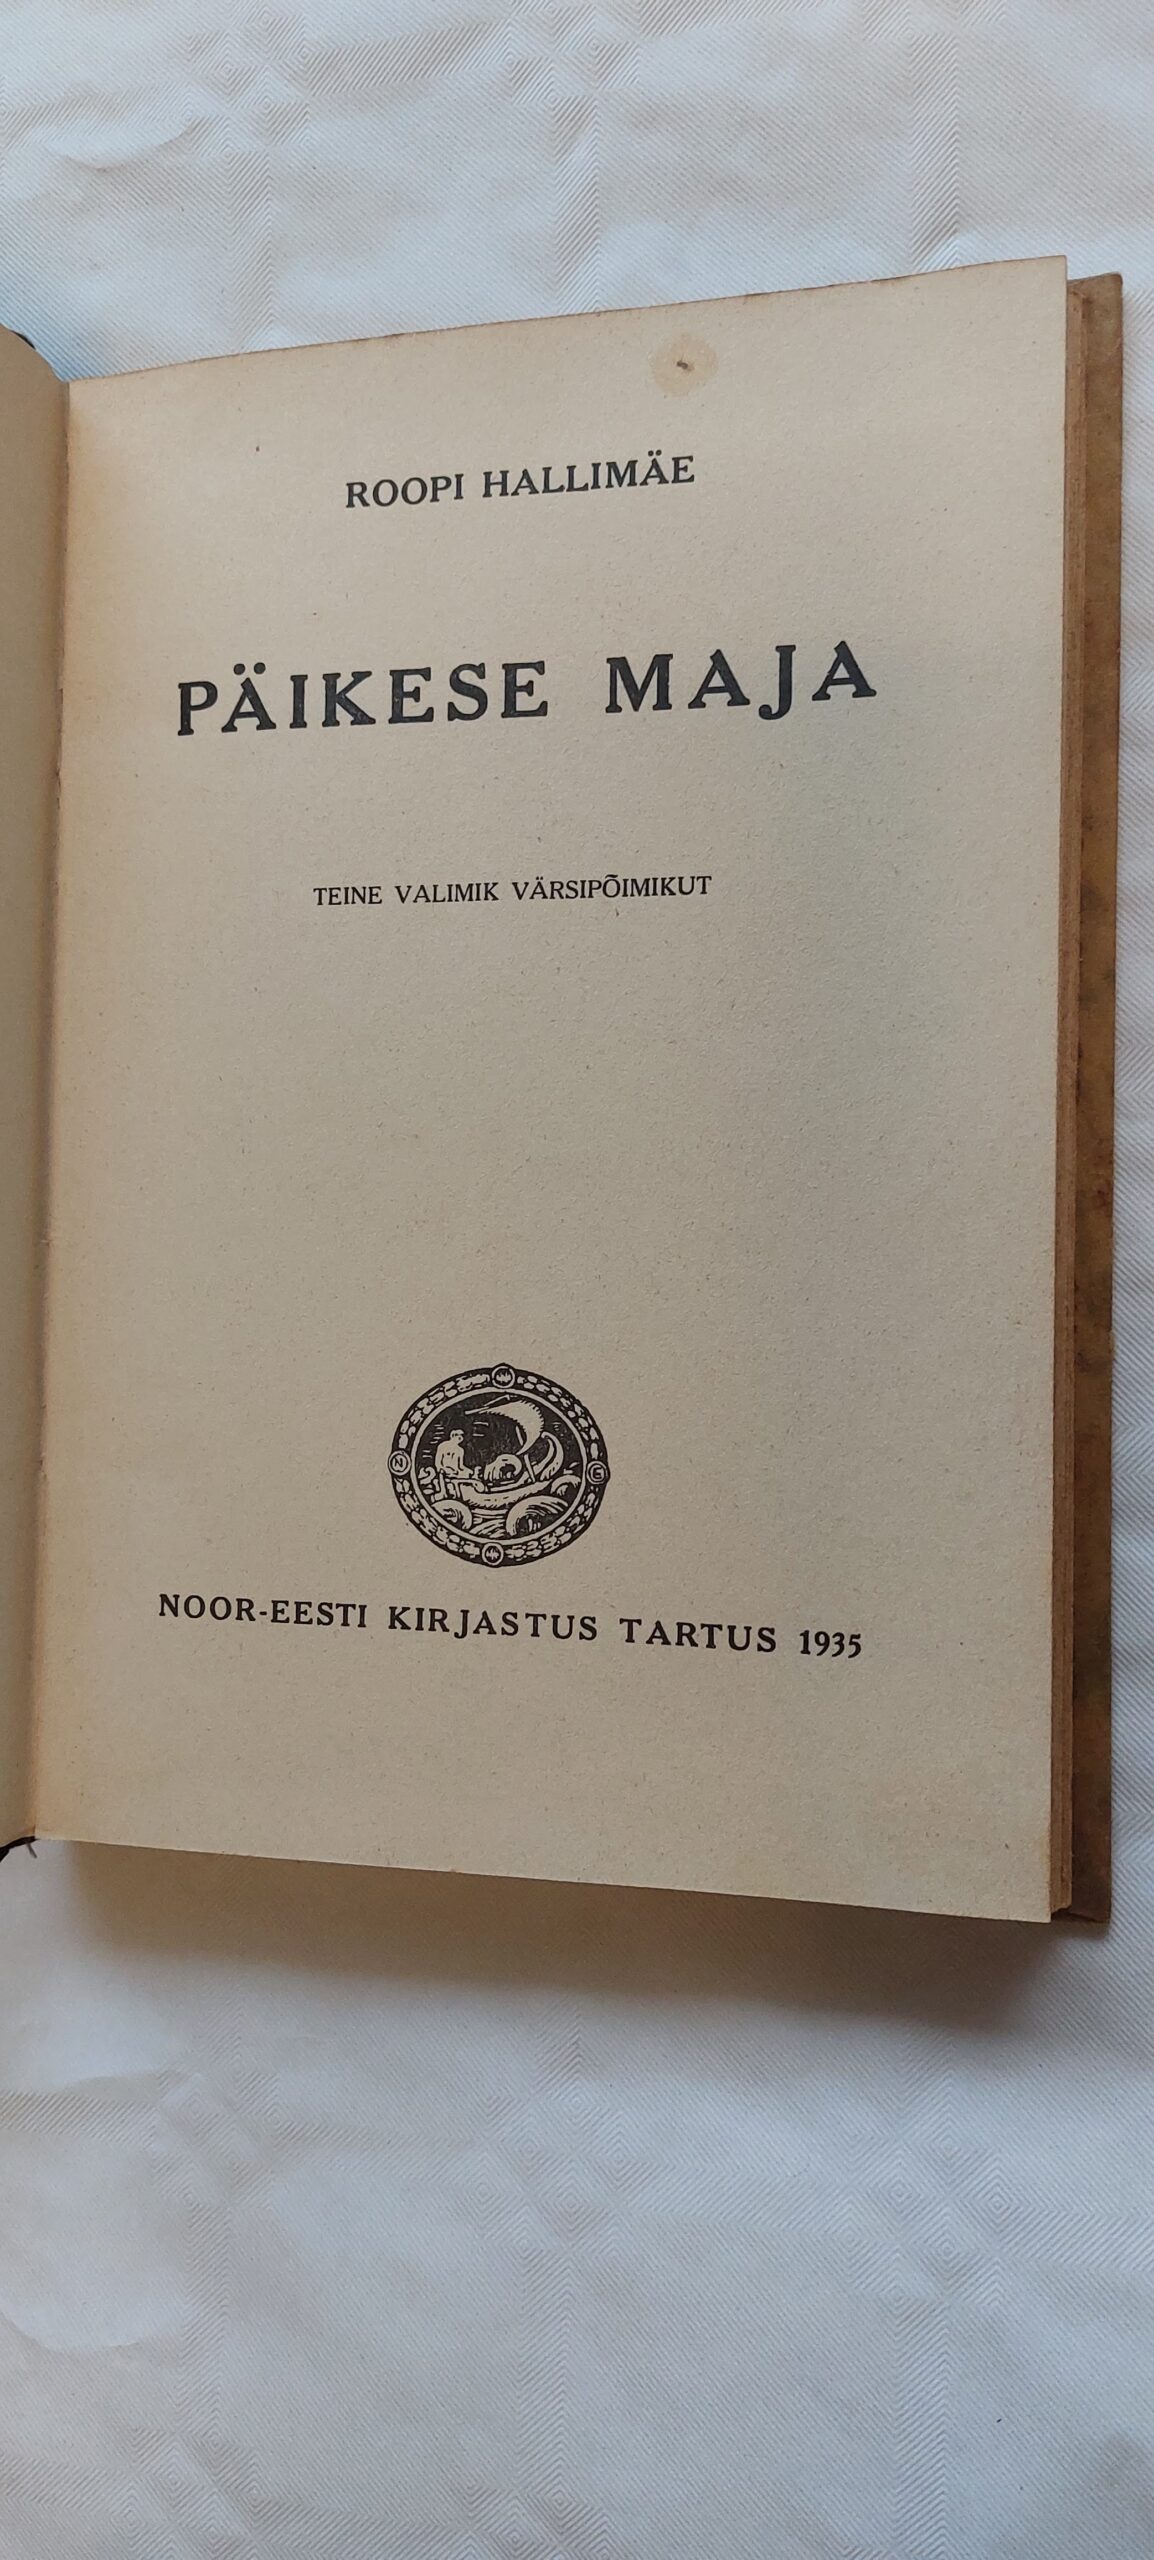 ROOPI HALLIMÄE
PÄIKESE MAJA
TEINE VALIMIK VÄRSIPÕIMIKUT
N G
NOOR-EESTI KIRJASTUS TARTUS 1935